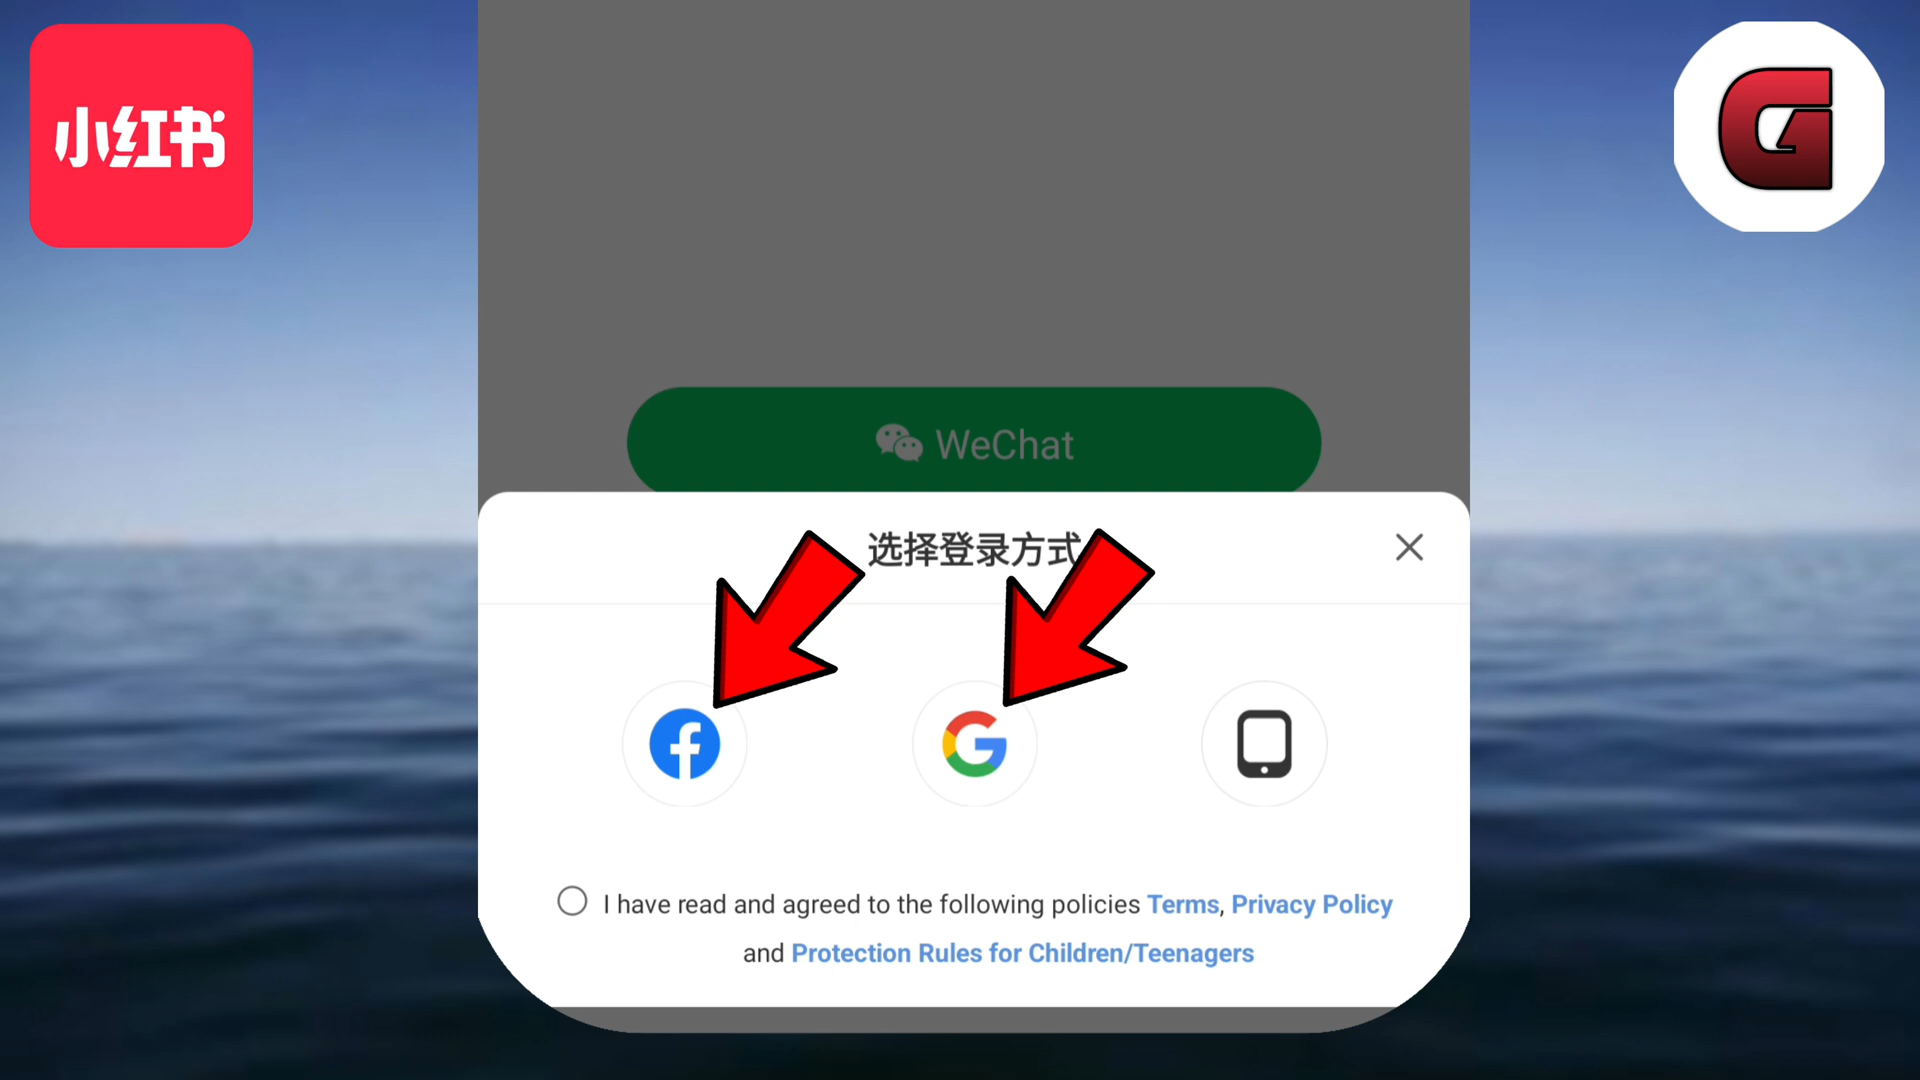 小红书
G
WeChat
选择登录方式
I have read and agreed to the following policies Terms, Privacy Policy
and Protection Rules for Children/Teenagers